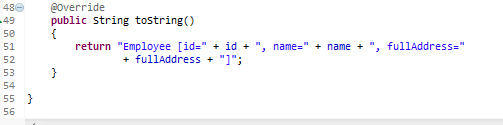 48 @Override
49 public String toString()
50 {
51 return "Employee [id=" + id + ", name=" + name + ", fullAddress="
52 + fullAddress + "]";
53 }
54
55 }
56